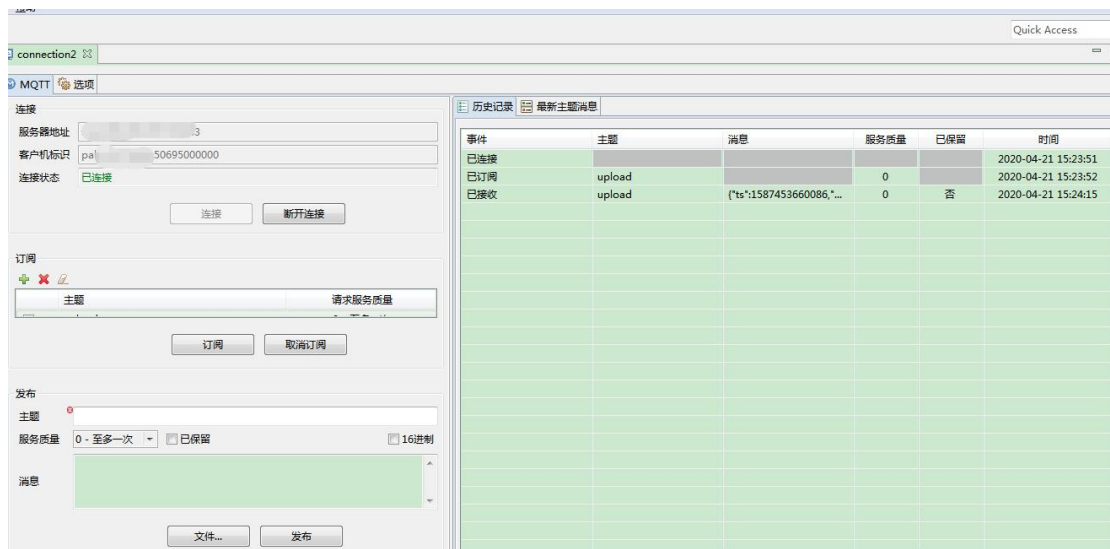 Quick Access
connection2
MQTT 选项
连接
服务器地址 3
客户机标识 pal 50695000000
连接状态 已连接
连接 断开连接
订阅
主题 请求服务质量
订阅 取消订阅
发布
主题
服务质量 0 - 至多一次 已保留 16进制
消息
文件... 发布
历史记录 最新主题消息
事件 主题 消息 服务质量 已保留 时间
已连接 2020-04-21 15:23:51
已订阅 upload 0 2020-04-21 15:23:52
已接收 upload {"ts":1587453660086,"... 0 否 2020-04-21 15:24:15